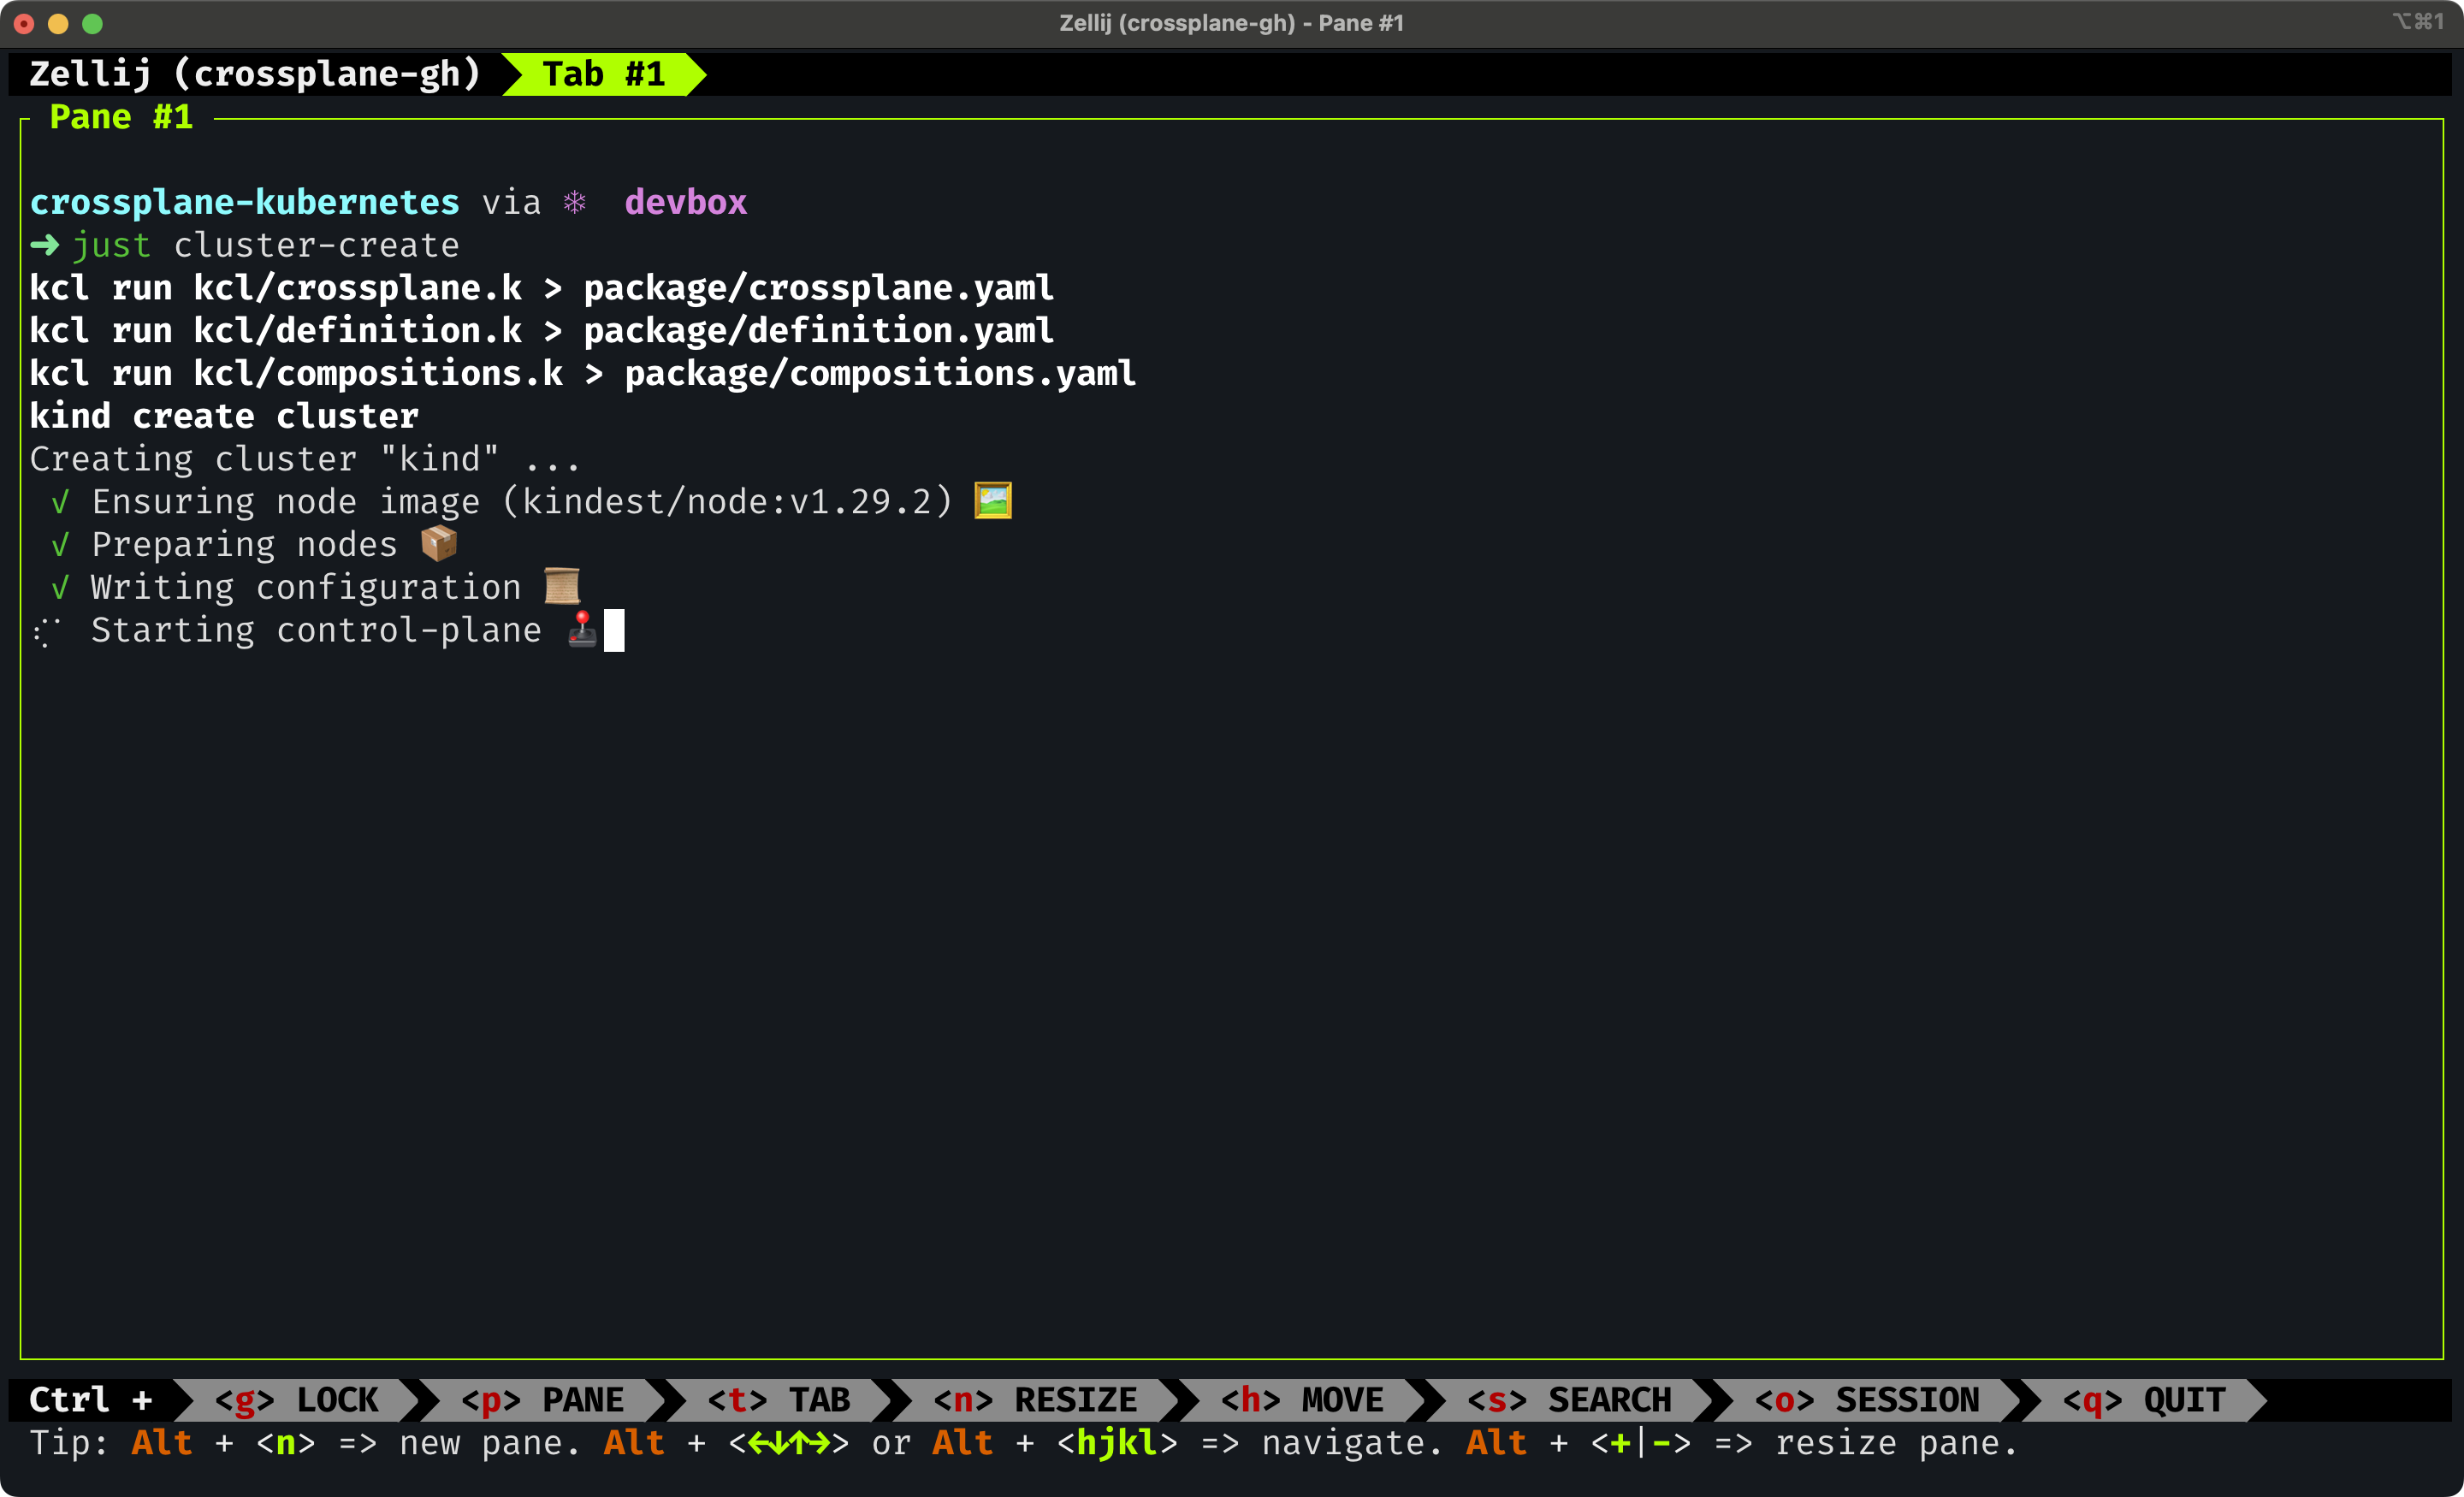 Zellij (crossplane-gh) - Pane #1
⌥⌘1
Zellij (crossplane-gh) Tab #1
Pane #1
crossplane-kubernetes via ❄ devbox
➜ just cluster-create
kcl run kcl/crossplane.k > package/crossplane.yaml
kcl run kcl/definition.k > package/definition.yaml
kcl run kcl/compositions.k > package/compositions.yaml
kind create cluster
Creating cluster "kind" ...
✓ Ensuring node image (kindest/node:v1.29.2) 🖼
✓ Preparing nodes 📦
✓ Writing configuration 📜
Starting control-plane 🕹
Ctrl + <g> LOCK <p> PANE <t> TAB <n> RESIZE <h> MOVE <s> SEARCH <o> SESSION <q> QUIT
Tip: Alt + <n> => new pane. Alt + <←↓↑→> or Alt + <hjkl> => navigate. Alt + <+|-> => resize pane.